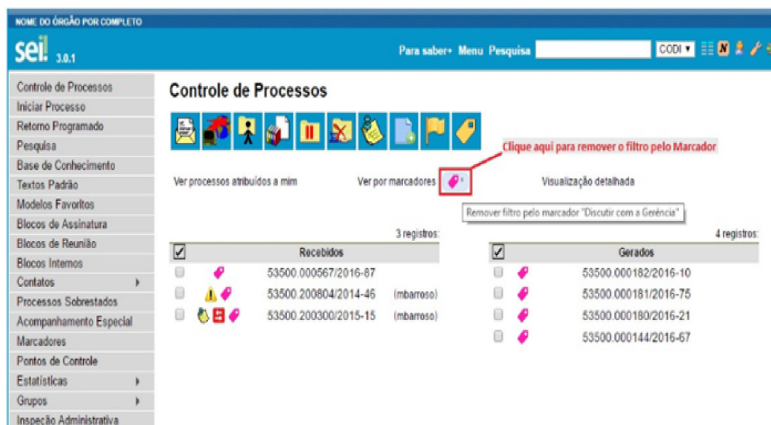 NOME DO ÓRGÃO POR COMPLETO
sei! 3.0.1
Para saber+ Menu Pesquisa CODI
Controle de Processos
Iniciar Processo
Retorno Programado
Pesquisa
Base de Conhecimento
Textos Padrão
Modelos Favoritos
Blocos de Assinatura
Blocos de Reunião
Blocos Internos
Contatos
Processos Sobrestados
Acompanhamento Especial
Marcadores
Pontos de Controle
Estatísticas
Grupos
Inspeção Administrativa
Controle de Processos
Clique aqui para remover o filtro pelo Marcador
Ver processos atribuídos a mim Ver por marcadores Visualização detalhada
Remover filtro pelo marcador "Discutir com a Gerência"
3 registros:
Recebidos
53500.000567/2016-87
53500.200804/2014-46 (mbarroso)
53500.200300/2015-15 (mbarroso)
4 registros:
Gerados
53500.000182/2016-10
53500.000181/2016-75
53500.000180/2016-21
53500.000144/2016-67